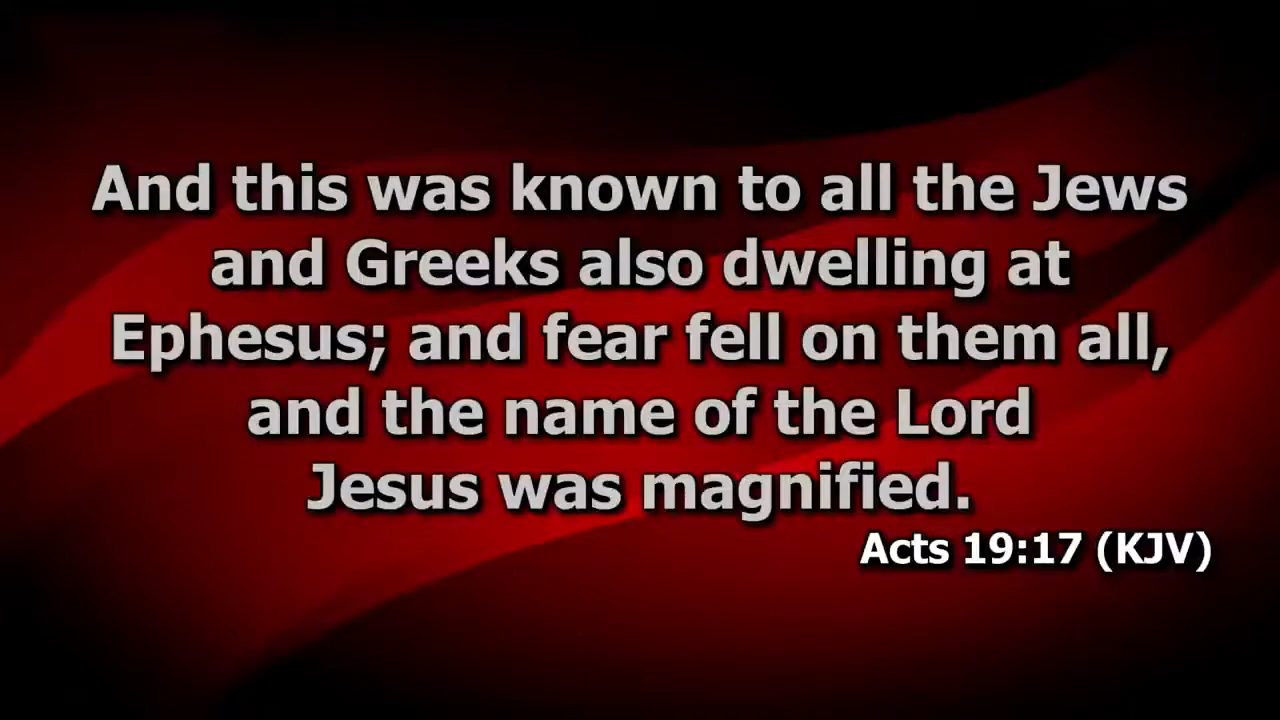 And this was known to all the Jews
and Greeks also dwelling at
Ephesus; and fear fell on them all,
and the name of the Lord
Jesus was magnified.
Acts 19:17 (KJV)